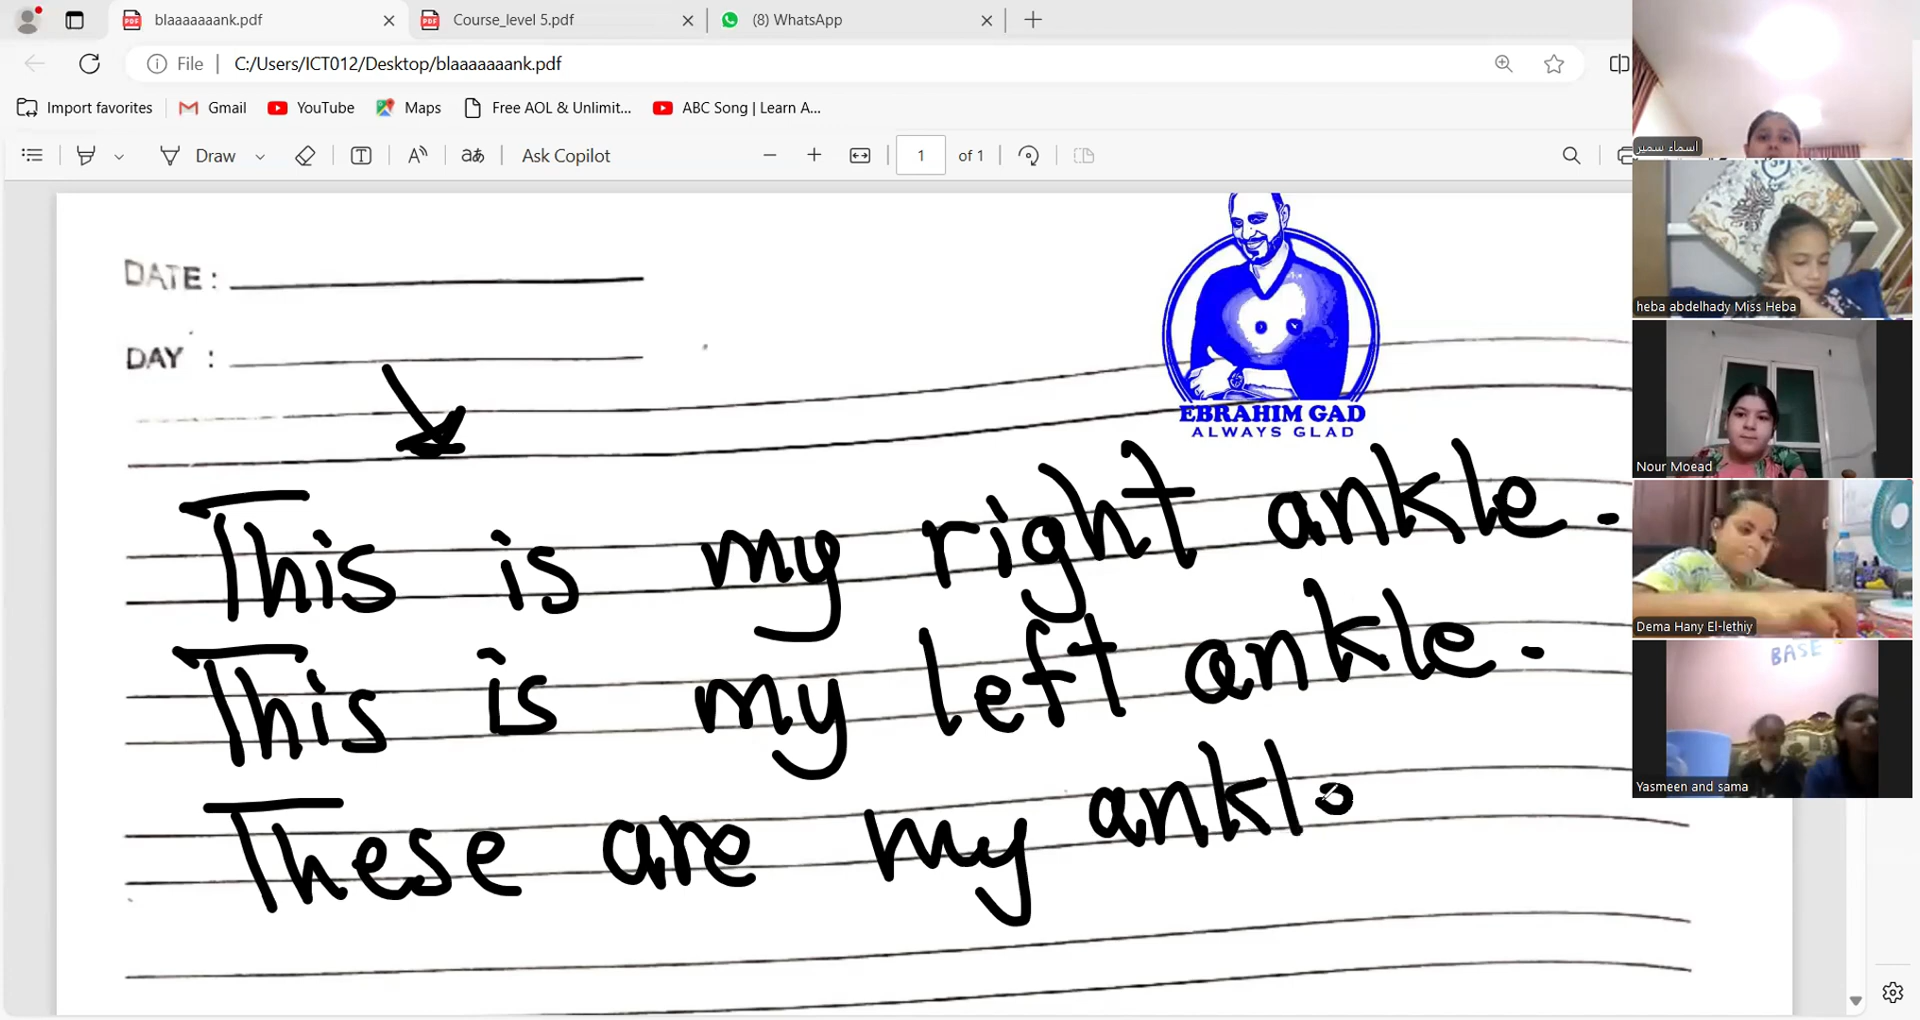 blaaaaaaank.pdf
Course_level 5.pdf
(8) WhatsApp
File
C:/Users/ICT012/Desktop/blaaaaaaank.pdf
Import favorites
Gmail
YouTube
Maps
Free AOL & Unlimit...
ABC Song | Learn A...
Draw
Ask Copilot
1 of 1
DATE :
DAY :
EBRAHIM GAD
ALWAYS GLAD
This is my right ankle.
This is my left ankle.
These are my ankl
اسماء سمير
heba abdelhady Miss Heba
Nour Moead
Dema Hany El-lethiy
BASE
Yasmeen and sama